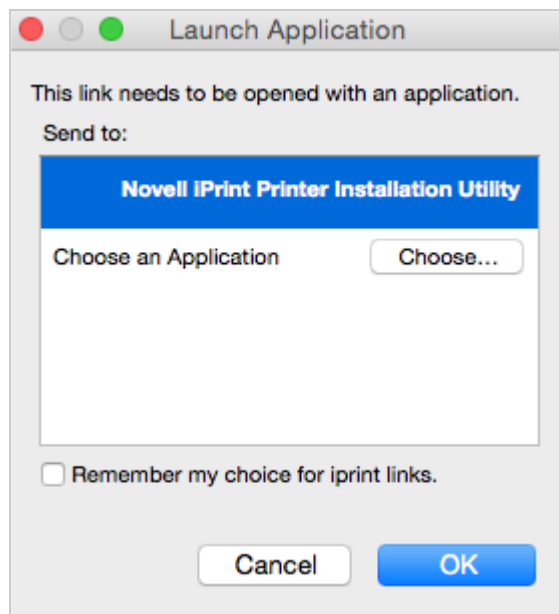 Launch Application
This link needs to be opened with an application.
Send to:
Novell iPrint Printer Installation Utility
Choose an Application Choose...
Remember my choice for iprint links.
Cancel OK